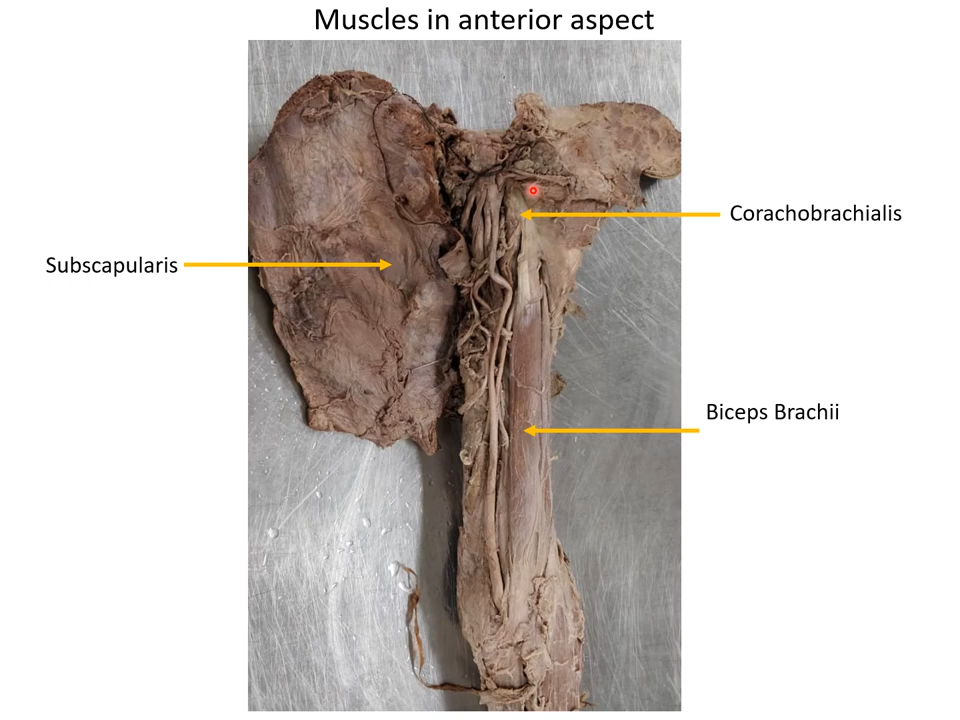 Muscles in anterior aspect
Corachobrachialis
Subscapularis
Biceps Brachii